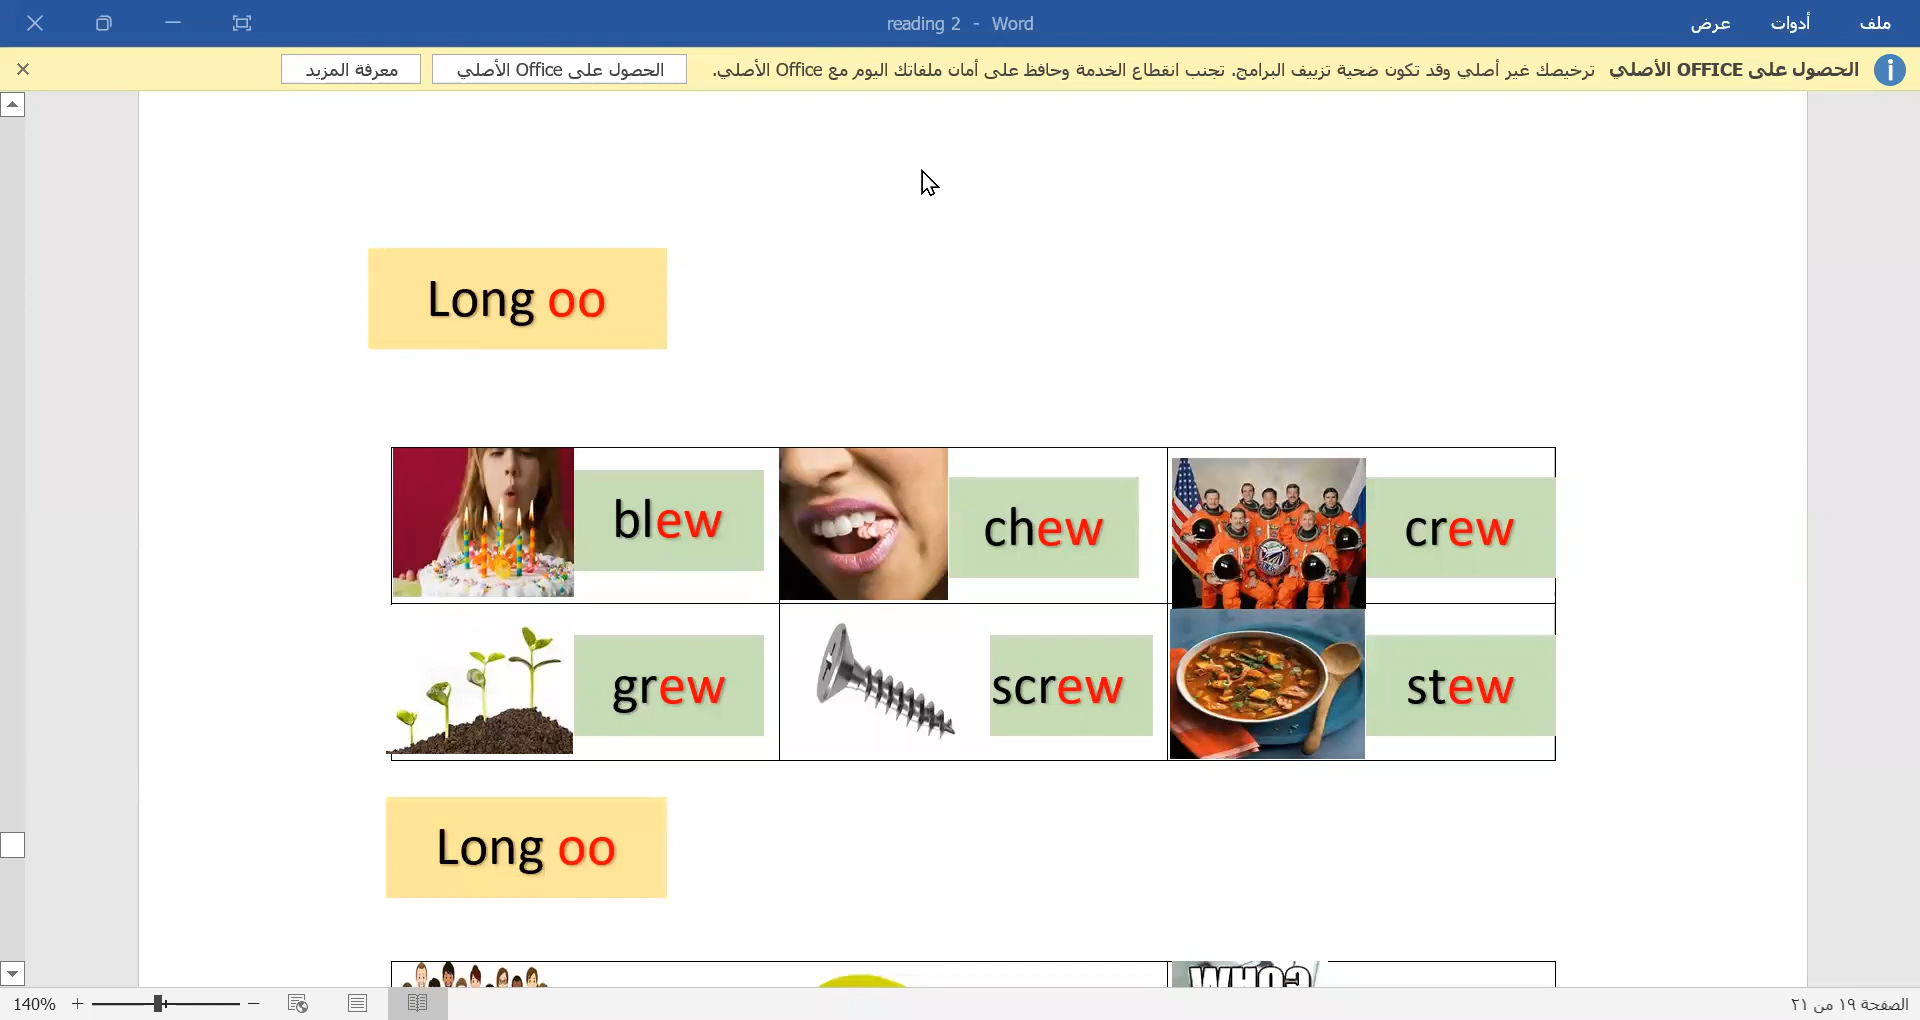 reading 2 - Word
ملف أدوات عرض
الحصول على OFFICE الأصلي ترخيصك غير أصلي وقد تكون ضحية تزييف البرامج. تجنب انقطاع الخدمة وحافظ على أمان ملفاتك اليوم مع Office الأصلي. الحصول على Office الأصلي معرفة المزيد
Long oo
blew chew crew
grew screw stew
Long oo
WHO?
140%
الصفحة ١٩ من ٢١